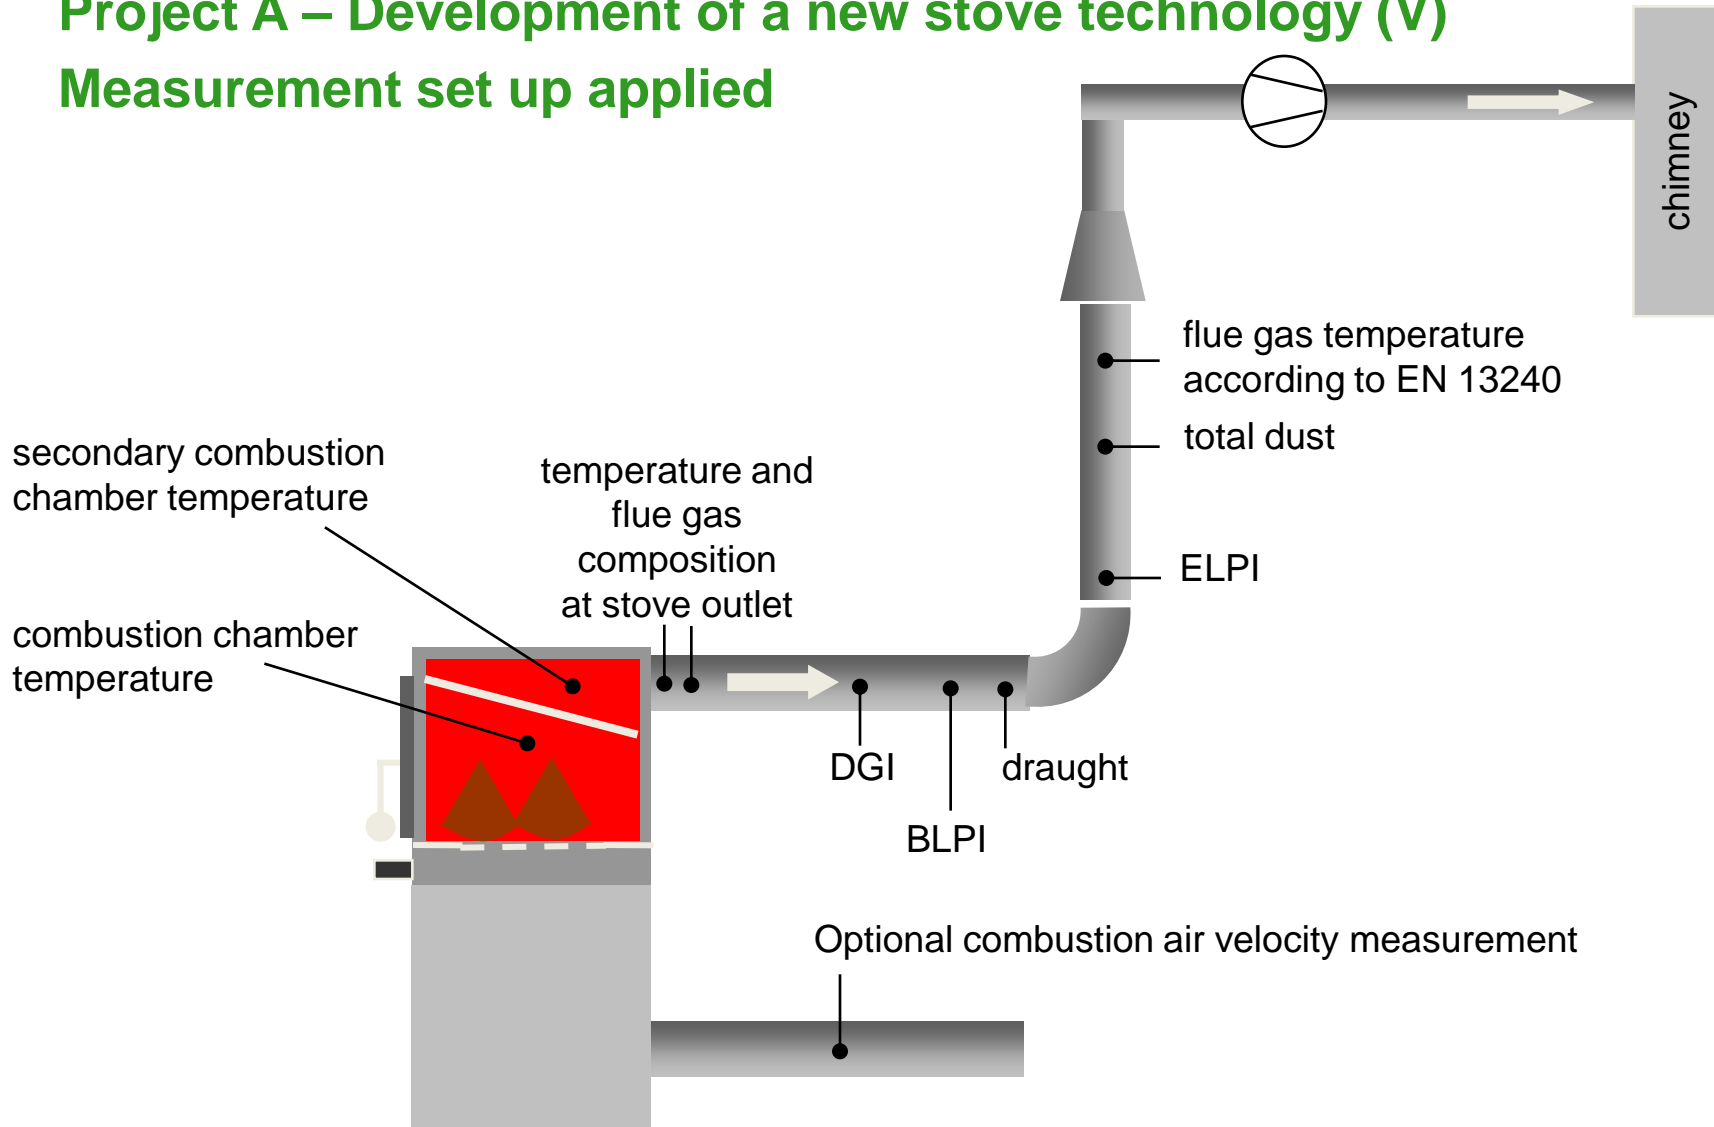 Project A – Development of a new stove technology (V)
Measurement set up applied
chimney
flue gas temperature
according to EN 13240
total dust
secondary combustion
chamber temperature
temperature and
flue gas
composition
at stove outlet
ELPI
combustion chamber
temperature
DGI
draught
BLPI
Optional combustion air velocity measurement